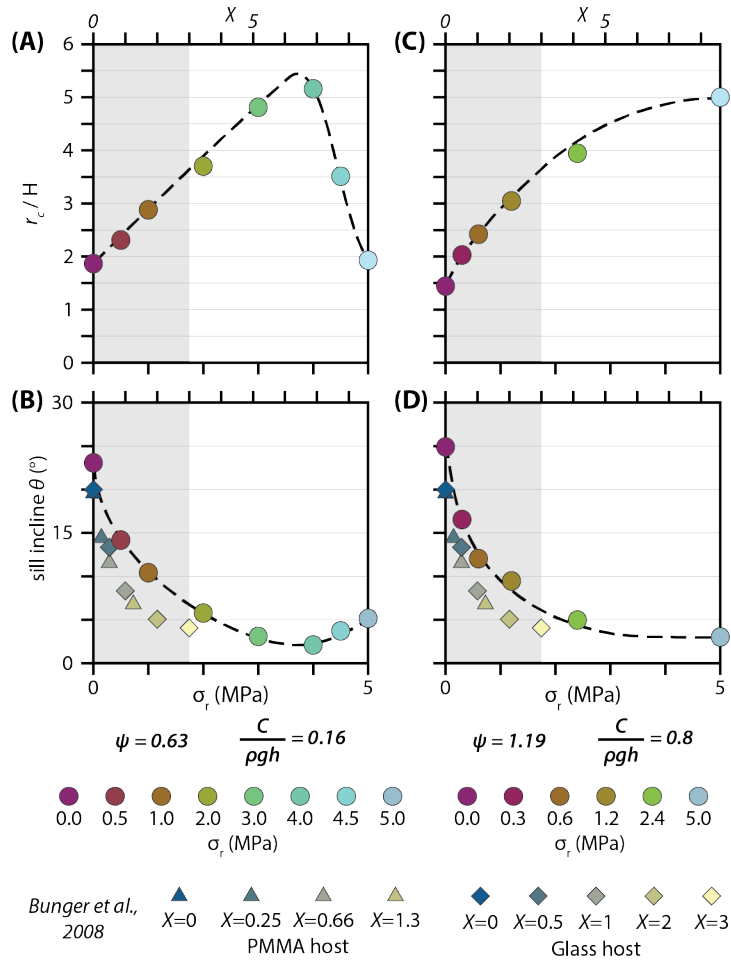 0 X 5
0 X 5
(A)
(C)
6
5
4
3
2
1
0
r_c / H
(B)
(D)
30
15
0
sill incline θ (°)
0 σ_r (MPa) 5
0 σ_r (MPa) 5
ψ = 0.63 C/ρgh = 0.16
ψ = 1.19 C/ρgh = 0.8
0.0 0.5 1.0 2.0 3.0 4.0 4.5 5.0
σ_r (MPa)
0.0 0.3 0.6 1.2 2.4 5.0
σ_r (MPa)
Bunger et al.,
2008
X=0 X=0.25 X=0.66 X=1.3
PMMA host
X=0 X=0.5 X=1 X=2 X=3
Glass host